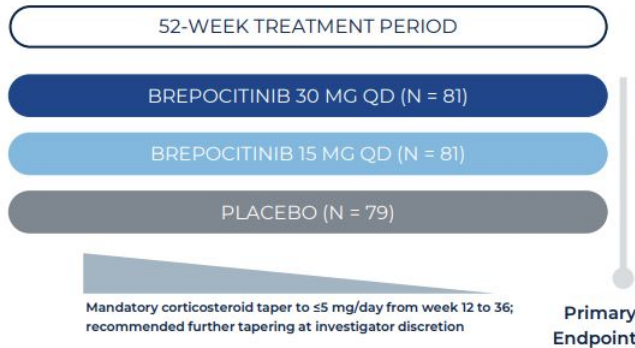 52-WEEK TREATMENT PERIOD
BREPOCITINIB 30 MG QD (N = 81)
BREPOCITINIB 15 MG QD (N = 81)
PLACEBO (N = 79)
Mandatory corticosteroid taper to ≤5 mg/day from week 12 to 36;
recommended further tapering at investigator discretion
Primary
Endpoint